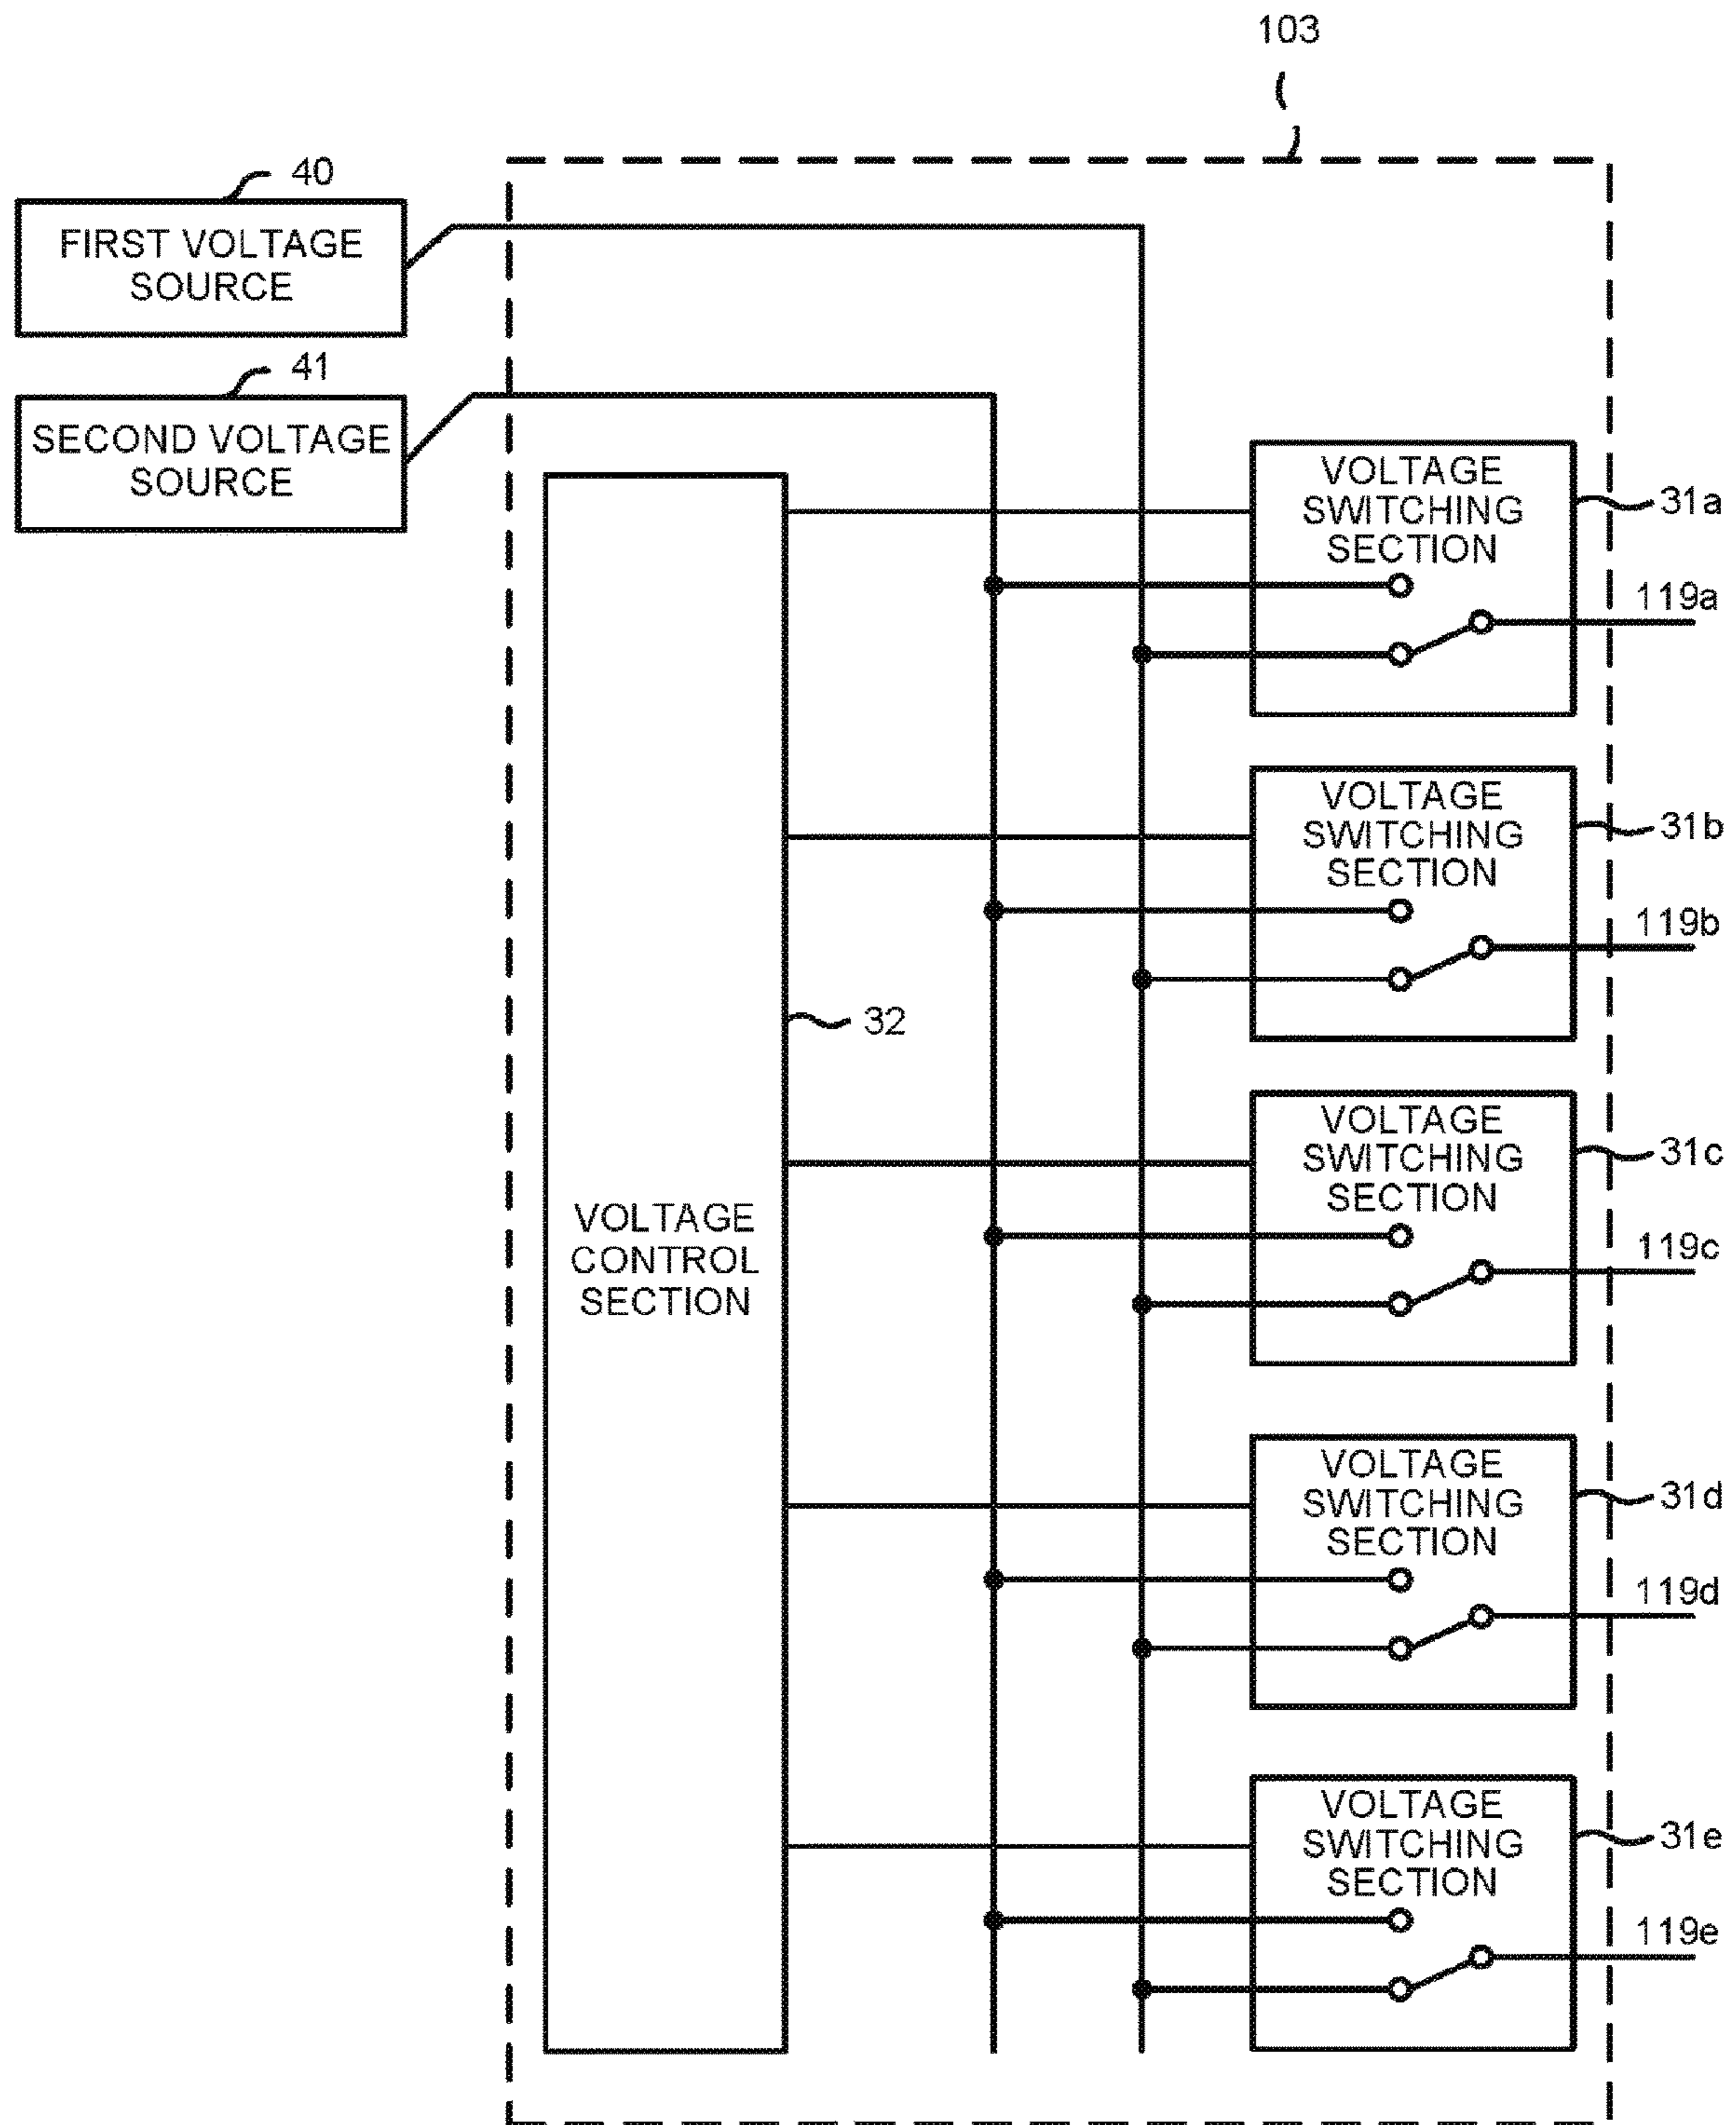 103
40
FIRST VOLTAGE
SOURCE
41
SECOND VOLTAGE
SOURCE
VOLTAGE
SWITCHING
SECTION
31a
119a
VOLTAGE
SWITCHING
SECTION
31b
119b
32
VOLTAGE
CONTROL
SECTION
VOLTAGE
SWITCHING
SECTION
31c
119c
VOLTAGE
SWITCHING
SECTION
31d
119d
VOLTAGE
SWITCHING
SECTION
31e
119e